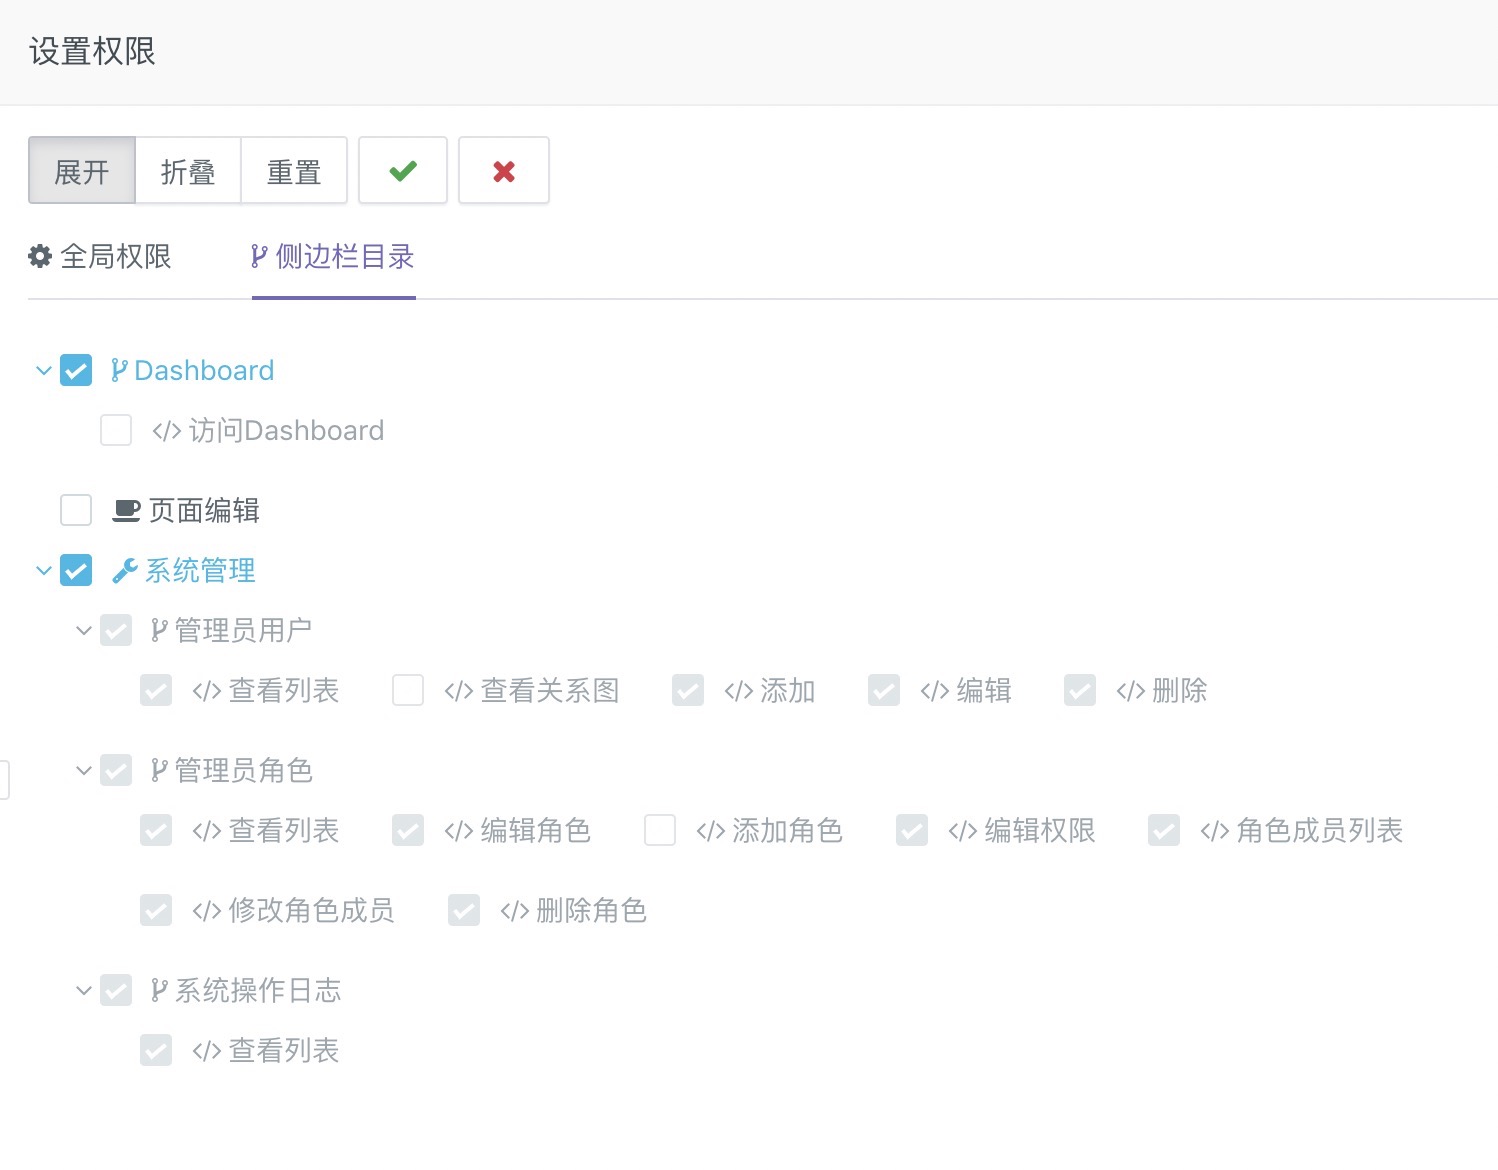 设置权限
展开 折叠 重置
全局权限 侧边栏目录
Dashboard
</> 访问Dashboard
页面编辑
系统管理
管理员用户
</> 查看列表 </> 查看关系图 </> 添加 </> 编辑 </> 删除
管理员角色
</> 查看列表 </> 编辑角色 </> 添加角色 </> 编辑权限 </> 角色成员列表
</> 修改角色成员 </> 删除角色
系统操作日志
</> 查看列表